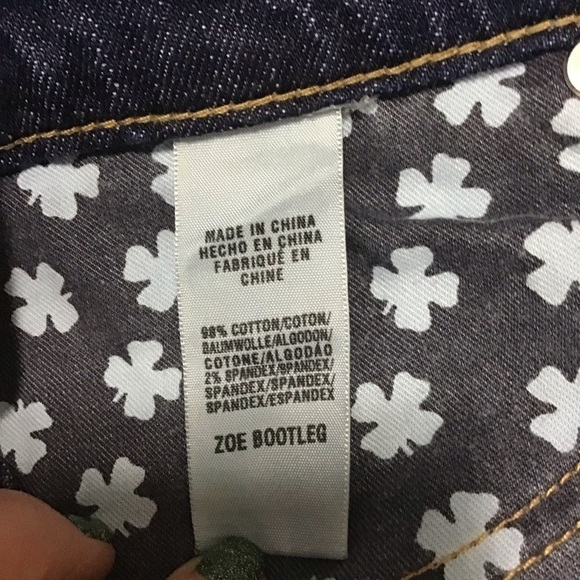 MADE IN CHINA
HECHO EN CHINA
FABRIQUÉ EN
CHINE
98% COTTON/COTON/
BAUMWOLLE/ALGODON/
COTONE/ALGODÃO
2% SPANDEX/SPANDEX/
SPANDEX/SPANDEX/
SPANDEX/ESPANDEX
ZOE BOOTLEG